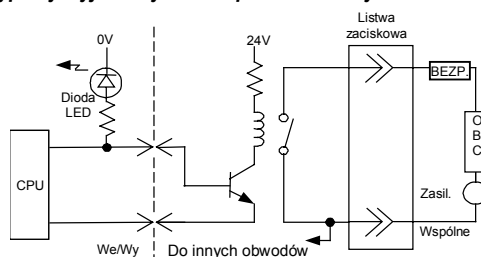 Listwa
zaciskowa
0V
24V
BEZP.
Dioda
LED
O
B
C
CPU
Zasil.
Wspólne
We/Wy
Do innych obwodów